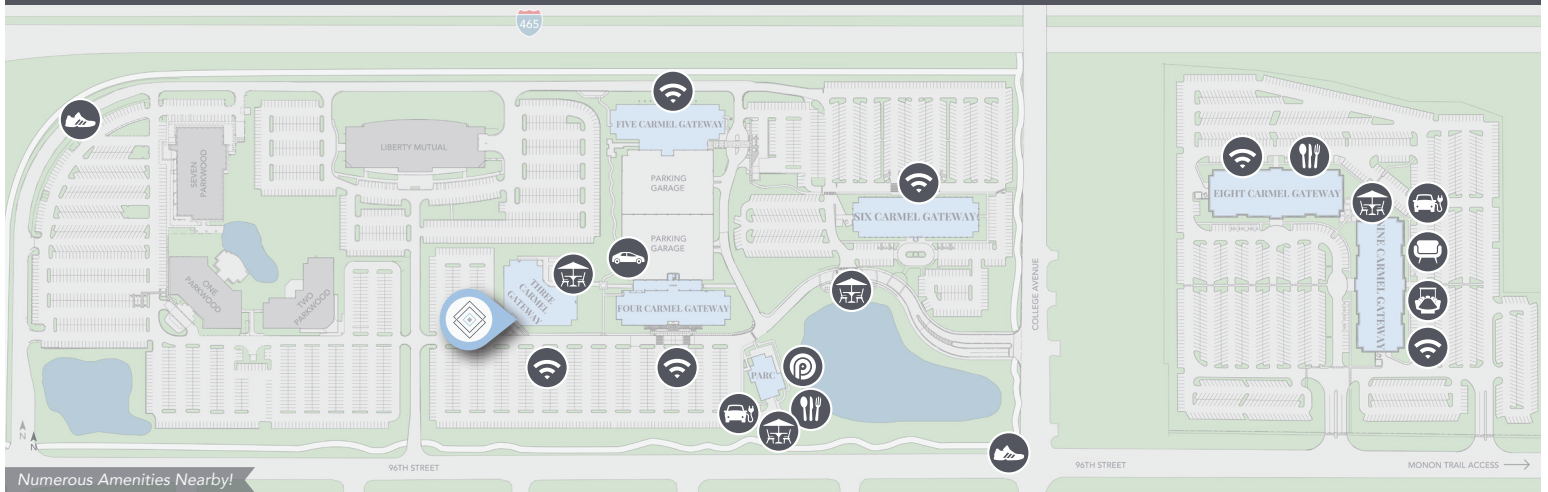 465
FIVE CARMEL GATEWAY
LIBERTY MUTUAL
SEVEN
PARKWOOD
PARKING
GARAGE
EIGHT CARMEL GATEWAY
SIX CARMEL GATEWAY
PARKING
GARAGE
NINE CARMEL GATEWAY
ONE
PARKWOOD
TWO
PARKWOOD
THREE
CARMEL
GATEWAY
FOUR CARMEL GATEWAY
COLLEGE AVENUE
PARC
P
N
N
96TH STREET
96TH STREET
MONON TRAIL ACCESS
Numerous Amenities Nearby!